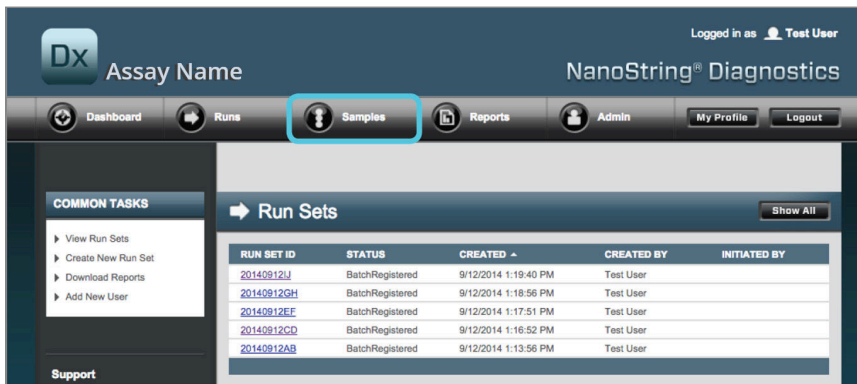 Logged in as Test User
Dx Assay Name
NanoString® Diagnostics
Dashboard Runs Samples Reports Admin My Profile Logout
COMMON TASKS
View Run Sets
Create New Run Set
Download Reports
Add New User
Support
Run Sets Show All
RUN SET ID STATUS CREATED CREATED BY INITIATED BY
20140912IJ BatchRegistered 9/12/2014 1:19:40 PM Test User
20140912GH BatchRegistered 9/12/2014 1:18:56 PM Test User
20140912EF BatchRegistered 9/12/2014 1:17:51 PM Test User
20140912CD BatchRegistered 9/12/2014 1:16:52 PM Test User
20140912AB BatchRegistered 9/12/2014 1:13:56 PM Test User